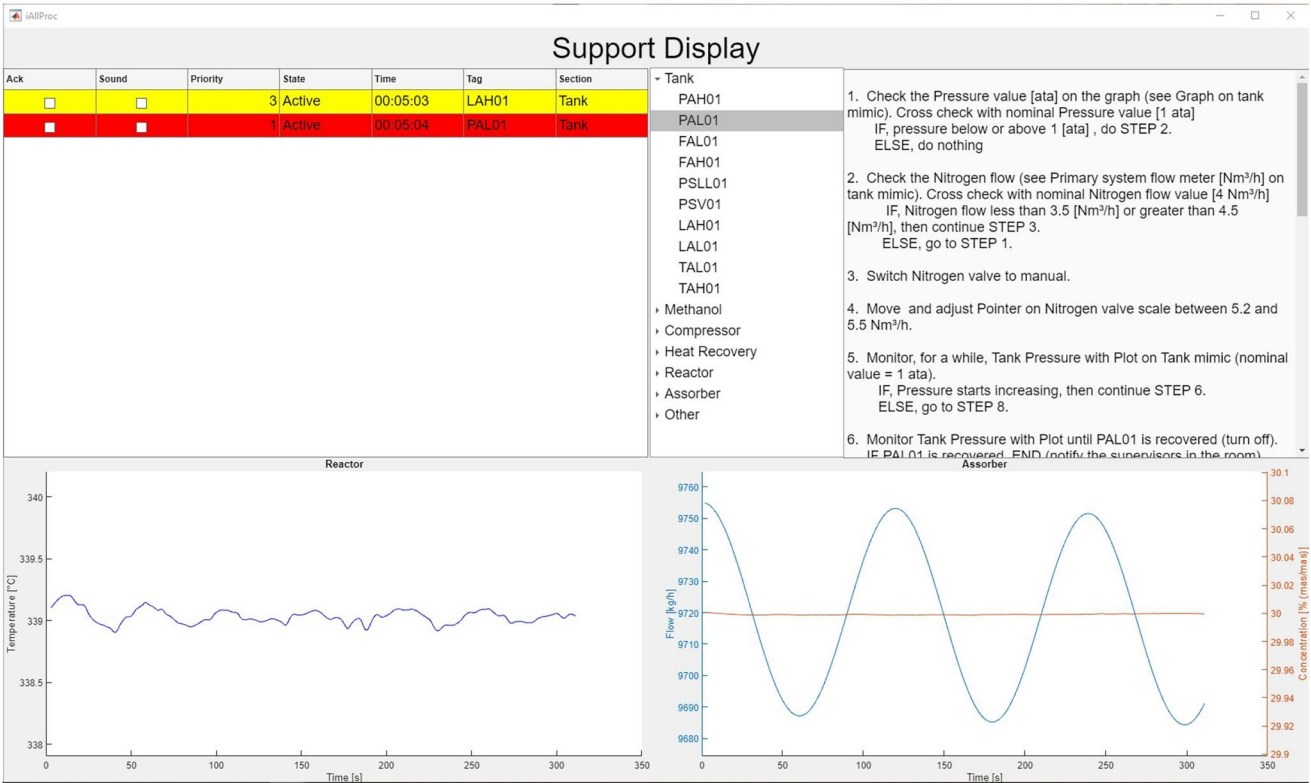 iAllProc
Support Display
Ack Sound Priority State Time Tag Section
3 Active 00:05:03 LAH01 Tank
1 Active 00:05:04 PAL01 Tank
Tank
PAH01
PAL01
FAL01
FAH01
PSLL01
PSV01
LAH01
LAL01
TAL01
TAH01
Methanol
Compressor
Heat Recovery
Reactor
Assorber
Other
1. Check the Pressure value [ata] on the graph (see Graph on tank
mimic). Cross check with nominal Pressure value [1 ata]
IF, pressure below or above 1 [ata] , do STEP 2.
ELSE, do nothing
2. Check the Nitrogen flow (see Primary system flow meter [Nm³/h] on
tank mimic). Cross check with nominal Nitrogen flow value [4 Nm³/h]
IF, Nitrogen flow less than 3.5 [Nm³/h] or greater than 4.5
[Nm³/h], then continue STEP 3.
ELSE, go to STEP 1.
3. Switch Nitrogen valve to manual.
4. Move and adjust Pointer on Nitrogen valve scale between 5.2 and
5.5 Nm³/h.
5. Monitor, for a while, Tank Pressure with Plot on Tank mimic (nominal
value = 1 ata).
IF, Pressure starts increasing, then continue STEP 6.
ELSE, go to STEP 8.
6. Monitor Tank Pressure with Plot until PAL01 is recovered (turn off).
IF PAL01 is recovered, END (notify the supervisors in the room)
Reactor
340
339.5
339
338.5
338
Temperature [°C]
0 50 100 150 200 250 300 350
Time [s]
Assorber
9760
9750
9740
9730
9720
9710
9700
9690
9680
Flow [kg/h]
30.1
30.08
30.06
30.04
30.02
30
29.98
29.96
29.94
29.92
29.9
Concentration [% (mas/mas)]
0 50 100 150 200 250 300 350
Time [s]